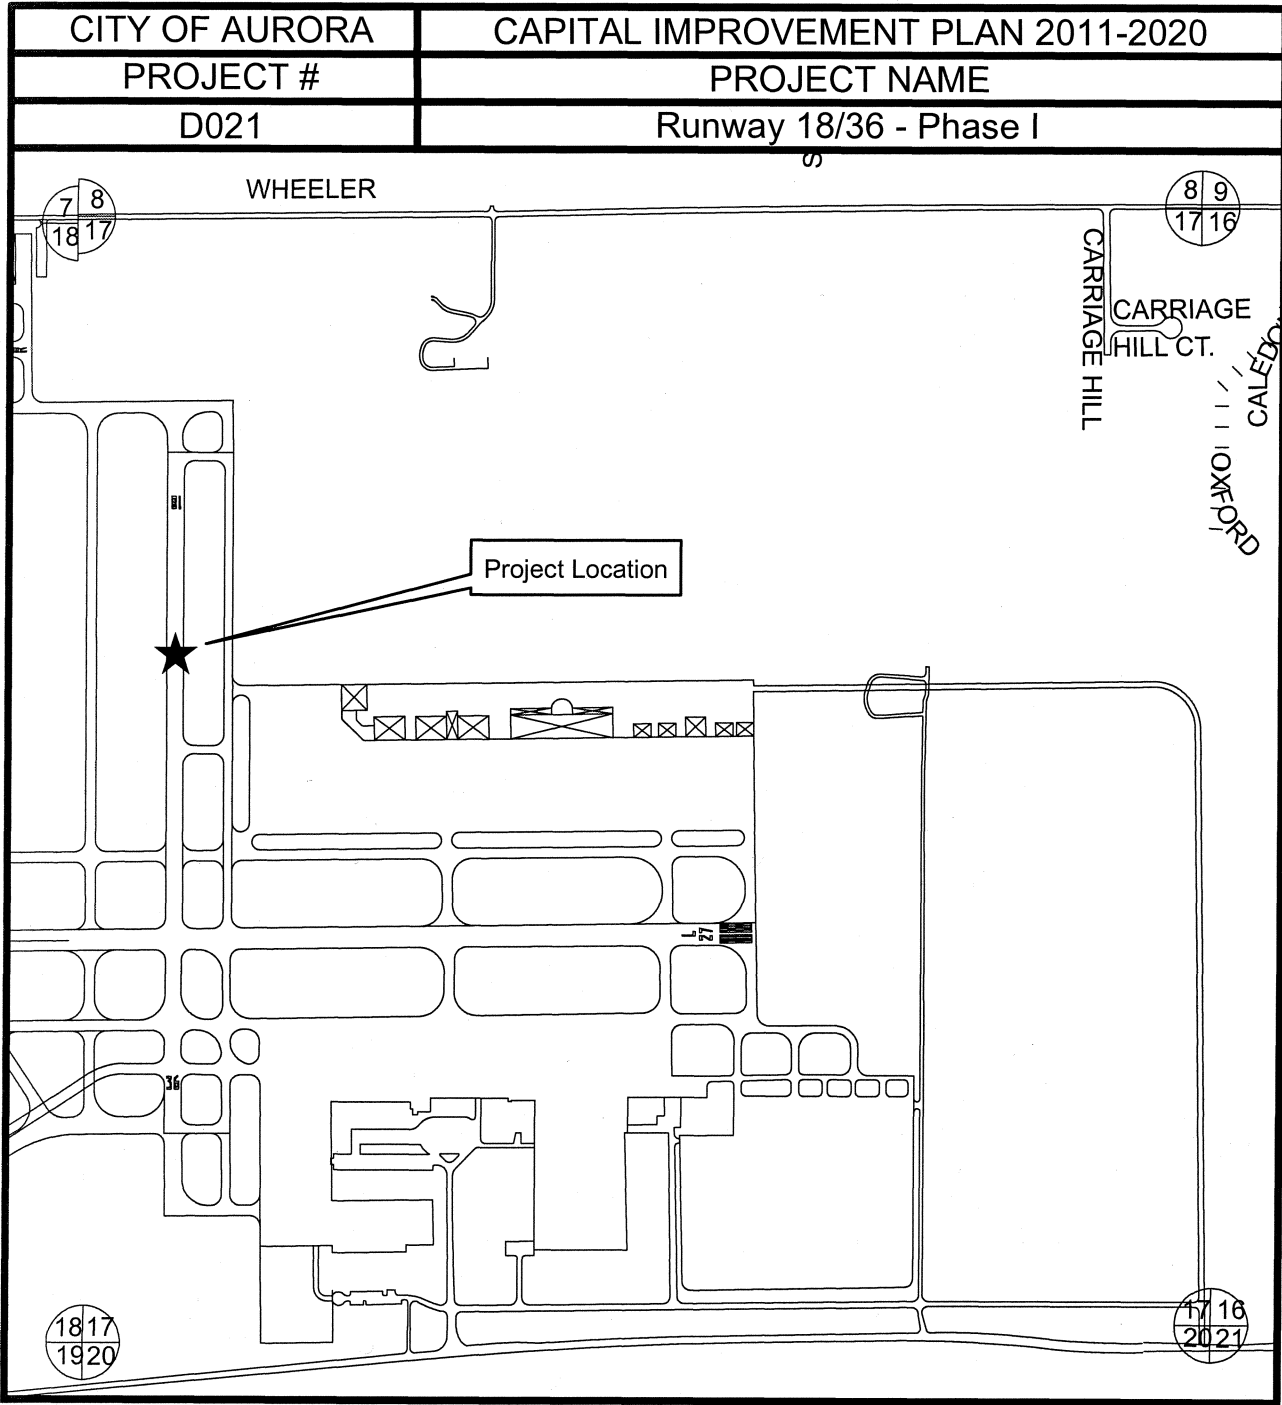 CITY OF AURORA
CAPITAL IMPROVEMENT PLAN 2011-2020
PROJECT #
PROJECT NAME
D021
Runway 18/36 - Phase I
S
WHEELER
7 8
18 17
8 9
17 16
CARRIAGE HILL
CARRIAGE
HILL CT.
OXFORD
18
Project Location
L
27
36
18 17
19 20
17 16
20 21